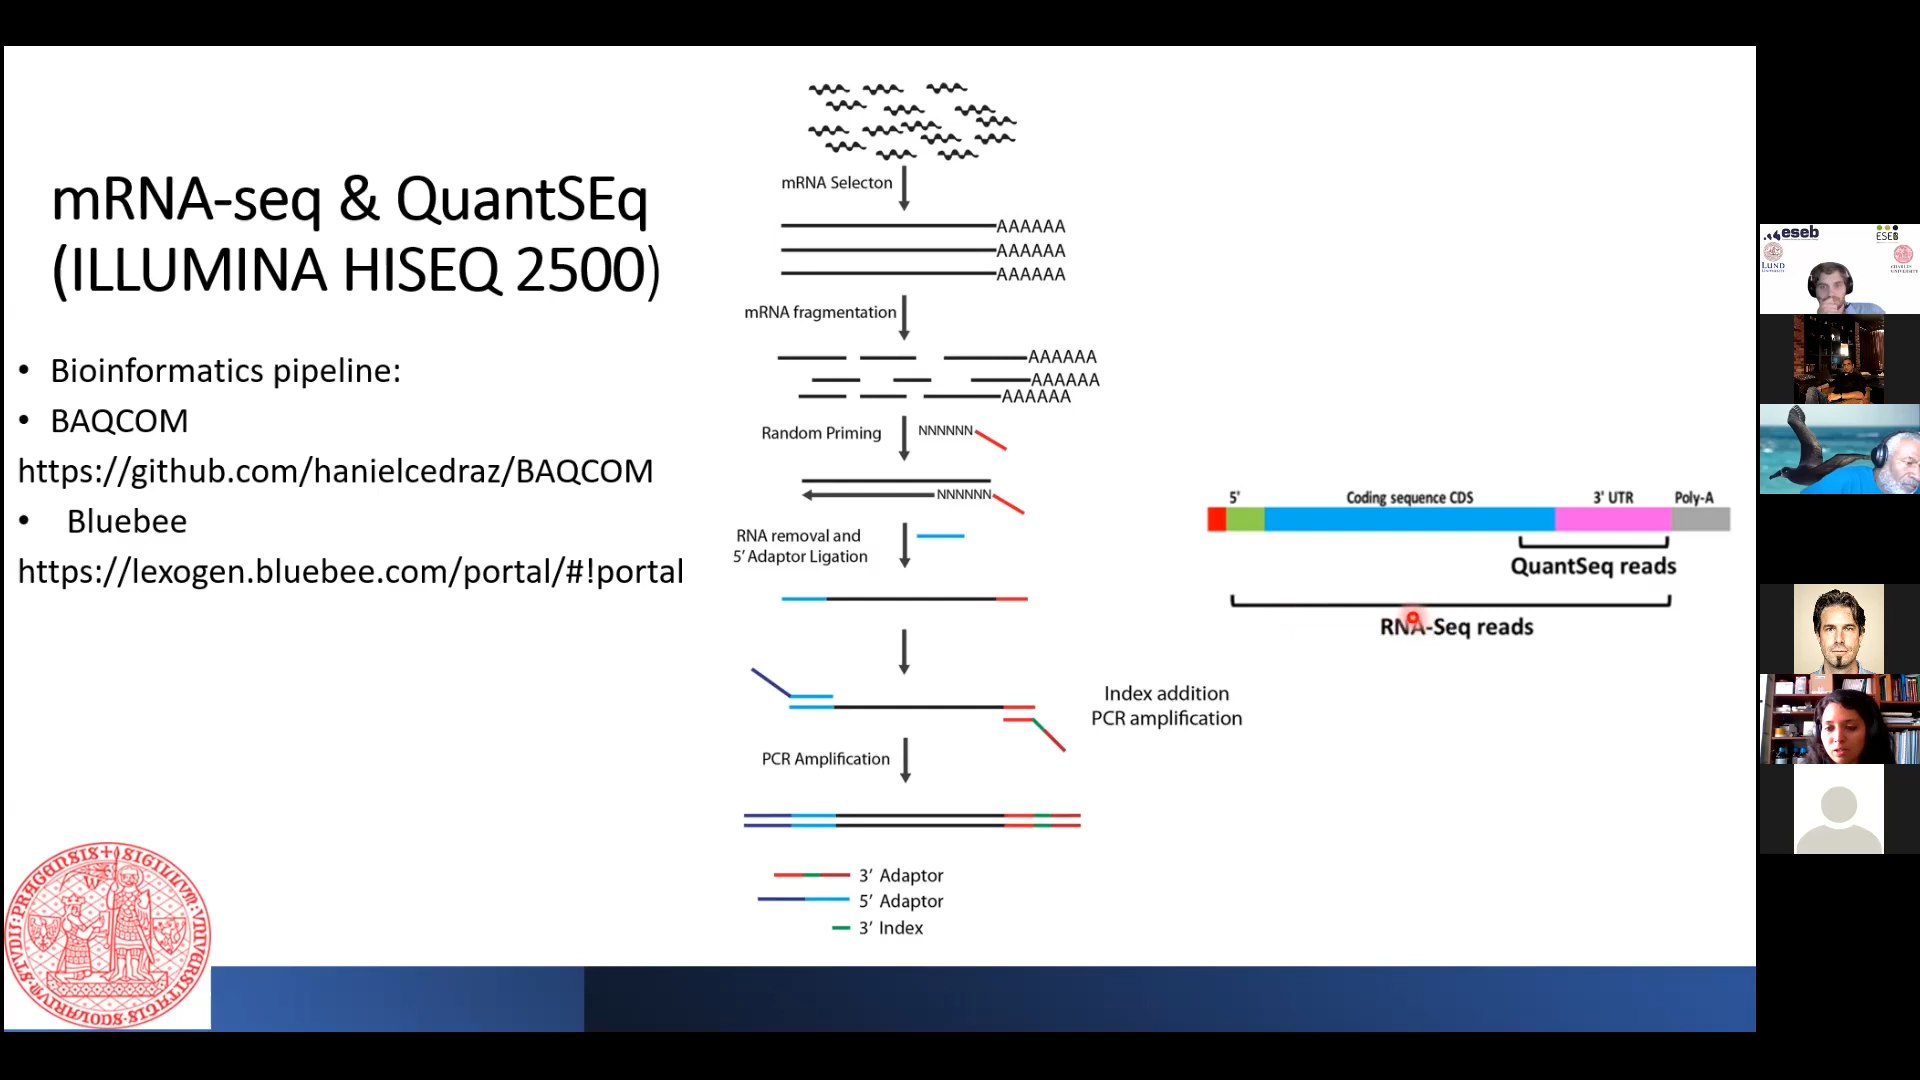 mRNA-seq & QuantSEq
(ILLUMINA HISEQ 2500)
• Bioinformatics pipeline:
• BAQCOM
https://github.com/hanielcedraz/BAQCOM
• Bluebee
https://lexogen.bluebee.com/portal/#!portal
mRNA Selecton
AAAAAA
AAAAAA
AAAAAA
mRNA fragmentation
AAAAAA
AAAAAA
AAAAAA
Random Priming
NNNNNN
NNNNNN
RNA removal and
5’ Adaptor Ligation
Index addition
PCR amplification
PCR Amplification
3’ Adaptor
5’ Adaptor
3’ Index
5' Coding sequence CDS 3' UTR Poly-A
QuantSeq reads
RNA-Seq reads
eseb
ESEB
LUND
UNIVERSITY
CHARLES
UNIVERSITY